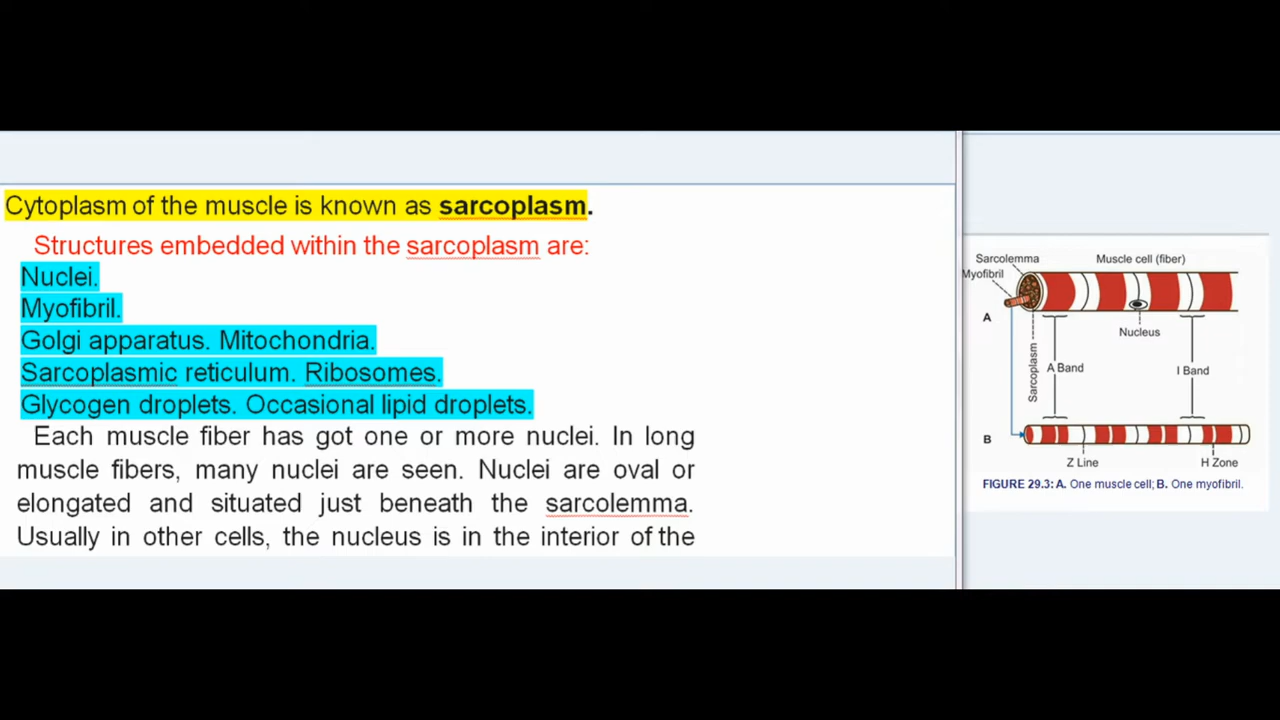 Cytoplasm of the muscle is known as sarcoplasm.
Structures embedded within the sarcoplasm are:
Nuclei.
Myofibril.
Golgi apparatus. Mitochondria.
Sarcoplasmic reticulum. Ribosomes.
Glycogen droplets. Occasional lipid droplets.
Each muscle fiber has got one or more nuclei. In long
muscle fibers, many nuclei are seen. Nuclei are oval or
elongated and situated just beneath the sarcolemma.
Usually in other cells, the nucleus is in the interior of the
Sarcolemma
Muscle cell (fiber)
Myofibril
A
Nucleus
Sarcoplasm
A Band
I Band
B
Z Line
H Zone
FIGURE 29.3: A. One muscle cell; B. One myofibril.